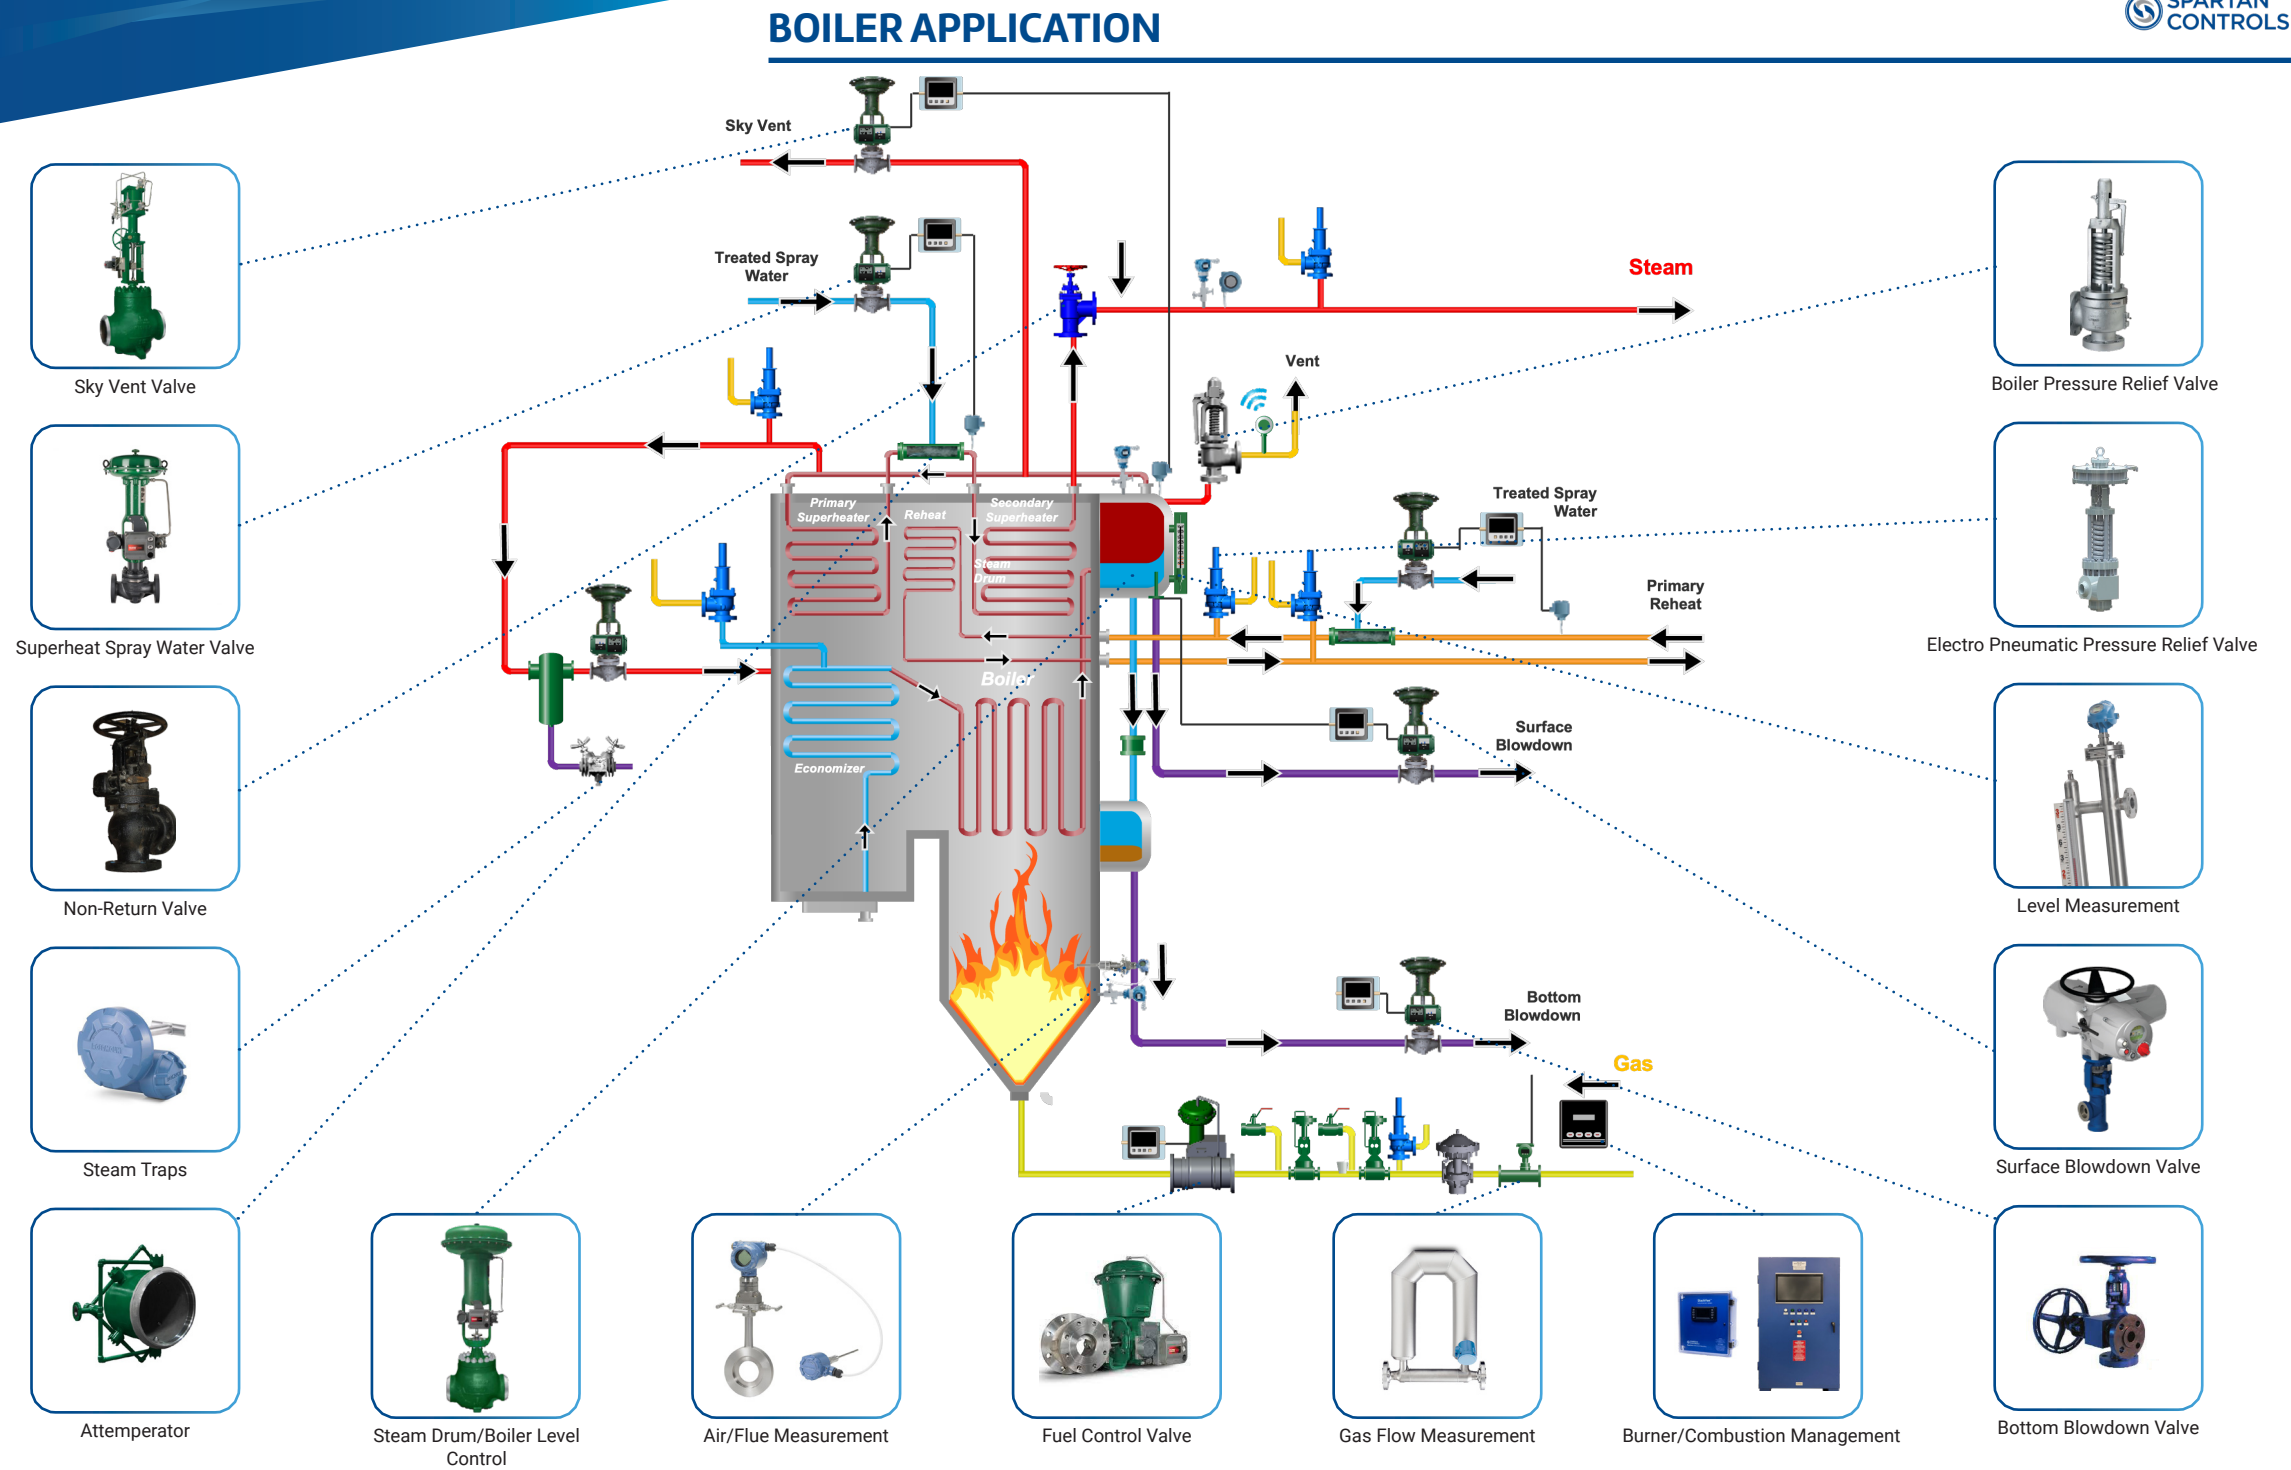 BOILER APPLICATION
SPARTAN
CONTROLS
Sky Vent
Treated Spray
Water
Steam
Vent
Primary
Superheater
Reheat
Secondary
Superheater
Steam
Drum
Treated Spray
Water
Primary
Reheat
Boiler
Economizer
Surface
Blowdown
Bottom
Blowdown
Gas
Sky Vent Valve
Superheat Spray Water Valve
Non-Return Valve
Steam Traps
Attemperator
Steam Drum/Boiler Level
Control
Air/Flue Measurement
Fuel Control Valve
Gas Flow Measurement
Burner/Combustion Management
Boiler Pressure Relief Valve
Electro Pneumatic Pressure Relief Valve
Level Measurement
Surface Blowdown Valve
Bottom Blowdown Valve